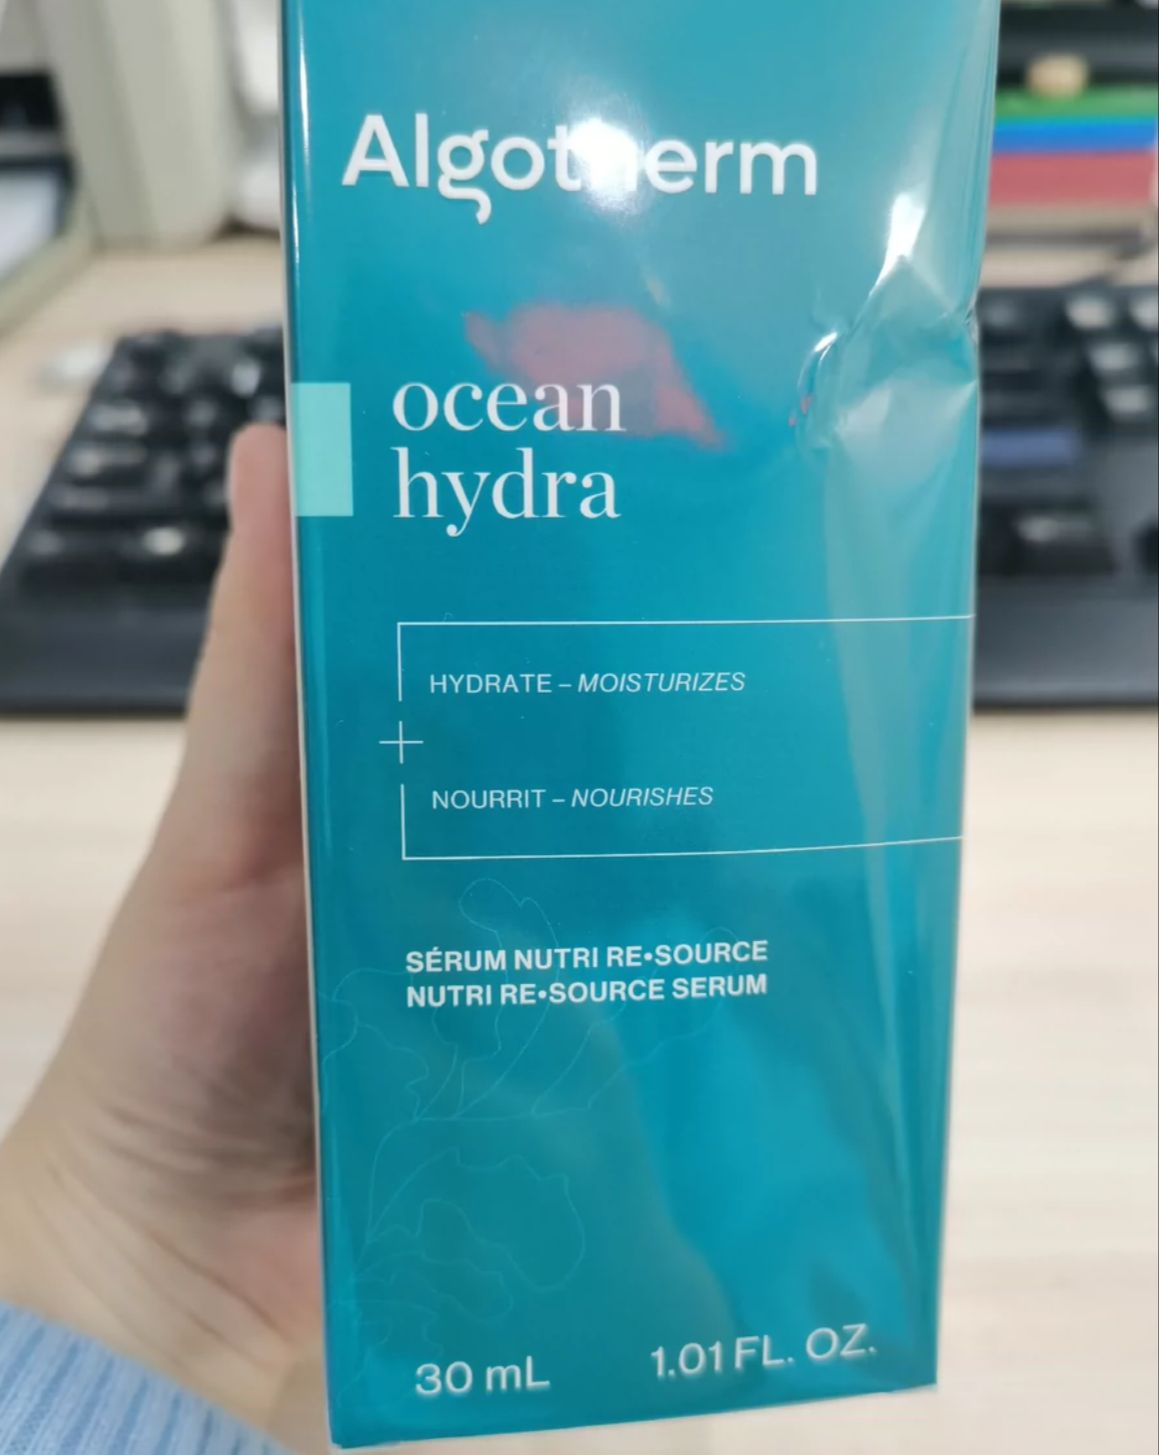 Algotherm
ocean
hydra
HYDRATE – MOISTURIZES
NOURRIT – NOURISHES
SÉRUM NUTRI RE•SOURCE
NUTRI RE•SOURCE SERUM
30 mL 1.01 FL. OZ.